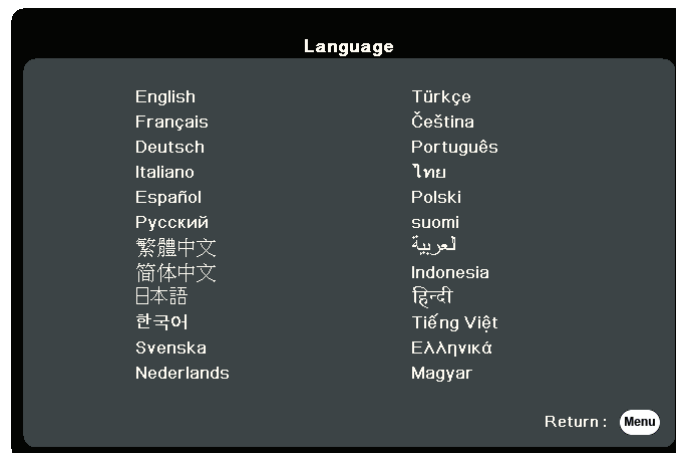 Language
English
Français
Deutsch
Italiano
Español
Русский
繁體中文
简体中文
日本語
한국어
Svenska
Nederlands
Türkçe
Čeština
Português
ไทย
Polski
suomi
العربية
Indonesia
हिन्दी
Tiếng Việt
Ελληνικά
Magyar
Return : Menu